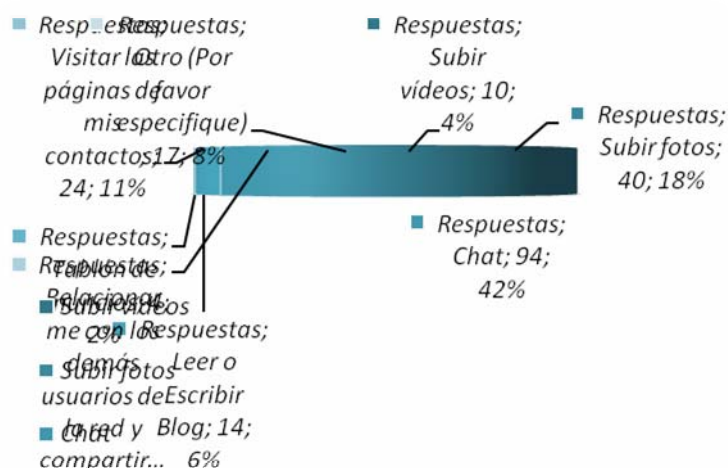 Respuestas;
Visitar las
páginas de
mis
contactos;
24; 11%
Respuestas;
Otro (Por
favor
especifique)
; 17; 8%
Respuestas;
Subir
vídeos; 10;
4%
Respuestas;
Subir fotos;
40; 18%
Respuestas;
Chat; 94;
42%
Respuestas;
Tablón de
2%
Respuestas;
Relacionar
me con los
demás
usuarios de
la red y
compartir...
Subir vídeos
Subir fotos
Chat
Respuestas;
Leer o
Escribir
Blog; 14;
6%